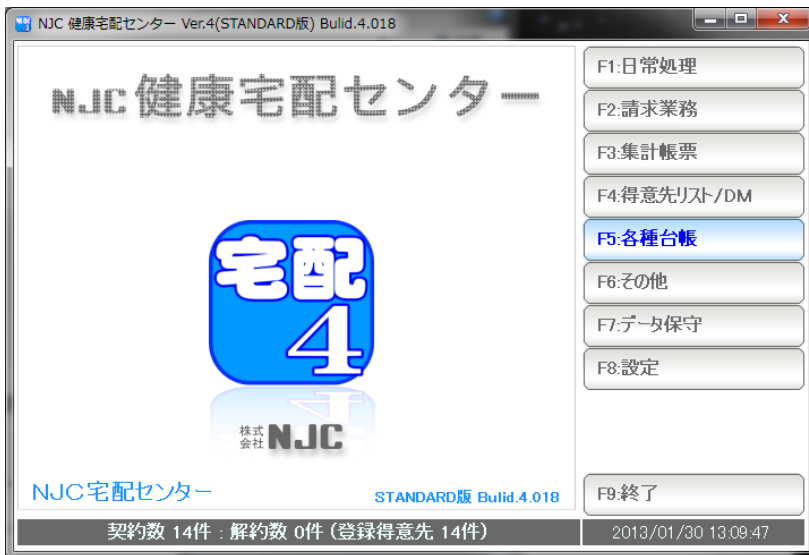 NJC 健康宅配センター Ver.4(STANDARD版) Bulid.4.018
NJC 健康宅配センター
宅配
4
株式会社 NJC
NJC宅配センター
STANDARD版 Bulid.4.018
F1:日常処理
F2:請求業務
F3:集計帳票
F4:得意先リスト/DM
F5:各種台帳
F6:その他
F7:データ保守
F8:設定
F9:終了
契約数 14件 : 解約数 0件 (登録得意先 14件)
2013/01/30 13:09:47